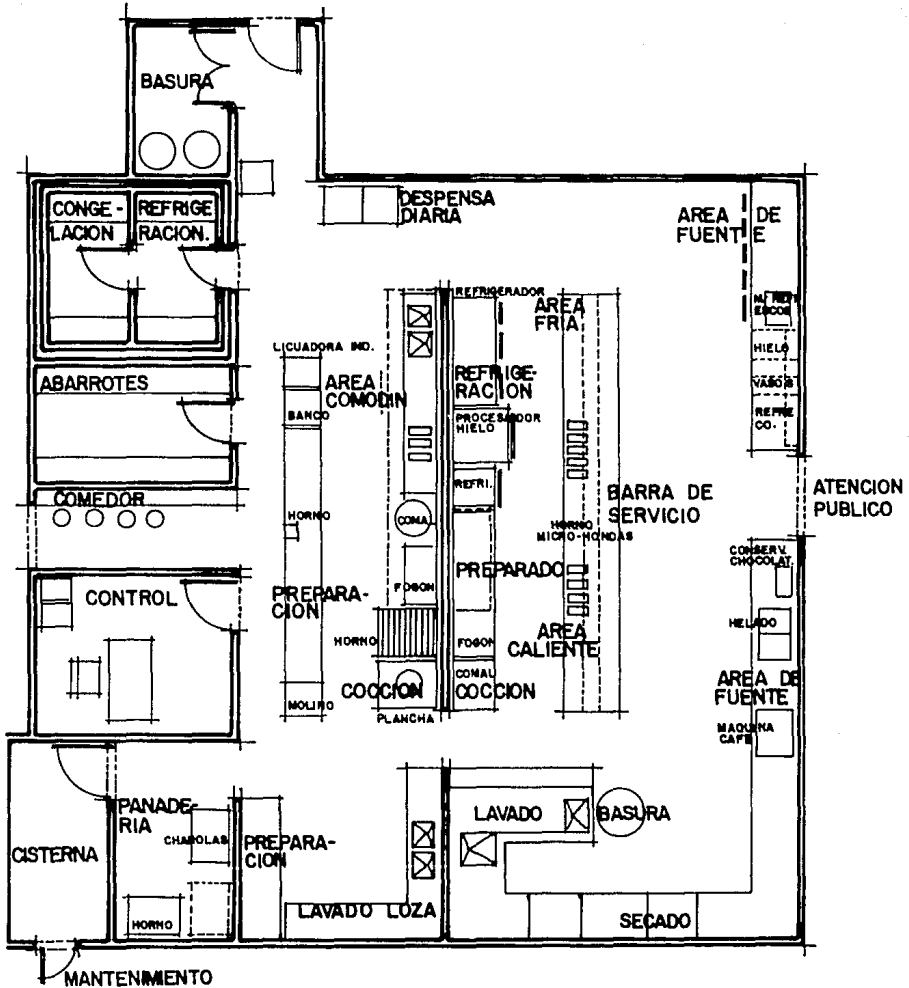 BASURA
CONGE-
LACION
REFRIGE
RACION.
DESPENSA
DIARIA
AREA DE
FUENTE
REFRIGERADOR
AREA
FRIA
HIELO
VASOS
REFRE
CO.
LICUADORA IND.
AREA
COMODIN
REFRIGE-
RACION
ABARROTES
BANCO
PROCESADOR
HIELO
REFRI.
COMEDOR
HORNO
COMAL
BARRA DE
SERVICIO
ATENCION
PUBLICO
HORNO
MICRO-HONDAS
CONSERV.
CHOCOLAT.
CONTROL
PREPARA-
CION
FOGON
PREPARADO
HORNO
FOGON
AREA
CALIENTE
HELADO
COMAL
COCCION
COCCION
AREA DE
FUENTE
MOLINO
PLANCHA
MAQUINA
CAFE
PANADE-
RIA
CHAROLAS
PREPARA-
CION
LAVADO
BASURA
CISTERNA
HORNO
LAVADO LOZA
SECADO
MANTENIMIENTO